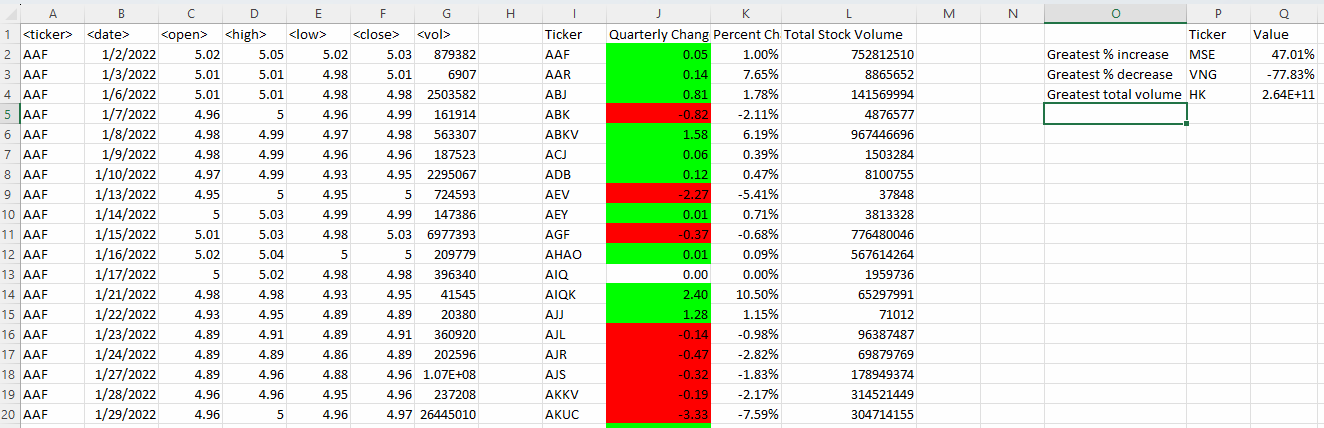 A B C D E F G H I J K L M N O P Q
1 <ticker> <date> <open> <high> <low> <close> <vol> Ticker Quarterly Chang Percent Ch Total Stock Volume Ticker Value
2 AAF 1/2/2022 5.02 5.05 5.02 5.03 879382 AAF 0.05 1.00% 752812510 Greatest % increase MSE 47.01%
3 AAF 1/3/2022 5.01 5.01 4.98 5.01 6907 AAR 0.14 7.65% 8865652 Greatest % decrease VNG -77.83%
4 AAF 1/6/2022 5.01 5.01 4.98 4.98 2503582 ABJ 0.81 1.78% 141569994 Greatest total volume HK 2.64E+11
5 AAF 1/7/2022 4.96 5 4.96 4.99 161914 ABK -0.82 -2.11% 4876577
6 AAF 1/8/2022 4.98 4.99 4.97 4.98 563307 ABKV 1.58 6.19% 967446696
7 AAF 1/9/2022 4.98 4.99 4.96 4.96 187523 ACJ 0.06 0.39% 1503284
8 AAF 1/10/2022 4.97 4.99 4.93 4.95 2295067 ADB 0.12 0.47% 8100755
9 AAF 1/13/2022 4.95 5 4.95 5 724593 AEV -2.27 -5.41% 37848
10 AAF 1/14/2022 5 5.03 4.99 4.99 147386 AEY 0.01 0.71% 3813328
11 AAF 1/15/2022 5.01 5.03 4.98 5.03 6977393 AGF -0.37 -0.68% 776480046
12 AAF 1/16/2022 5.02 5.04 5 5 209779 AHAO 0.01 0.09% 567614264
13 AAF 1/17/2022 5 5.02 4.98 4.98 396340 AIQ 0.00 0.00% 1959736
14 AAF 1/21/2022 4.98 4.98 4.93 4.95 41545 AIQK 2.40 10.50% 65297991
15 AAF 1/22/2022 4.93 4.95 4.89 4.89 20380 AJJ 1.28 1.15% 71012
16 AAF 1/23/2022 4.89 4.91 4.89 4.91 360920 AJL -0.14 -0.98% 96387487
17 AAF 1/24/2022 4.89 4.89 4.86 4.89 202596 AJR -0.47 -2.82% 69879769
18 AAF 1/27/2022 4.89 4.96 4.88 4.96 1.07E+08 AJS -0.32 -1.83% 178949374
19 AAF 1/28/2022 4.96 4.96 4.95 4.96 237208 AKKV -0.19 -2.17% 314521449
20 AAF 1/29/2022 4.96 5 4.96 4.97 26445010 AKUC -3.33 -7.59% 304714155